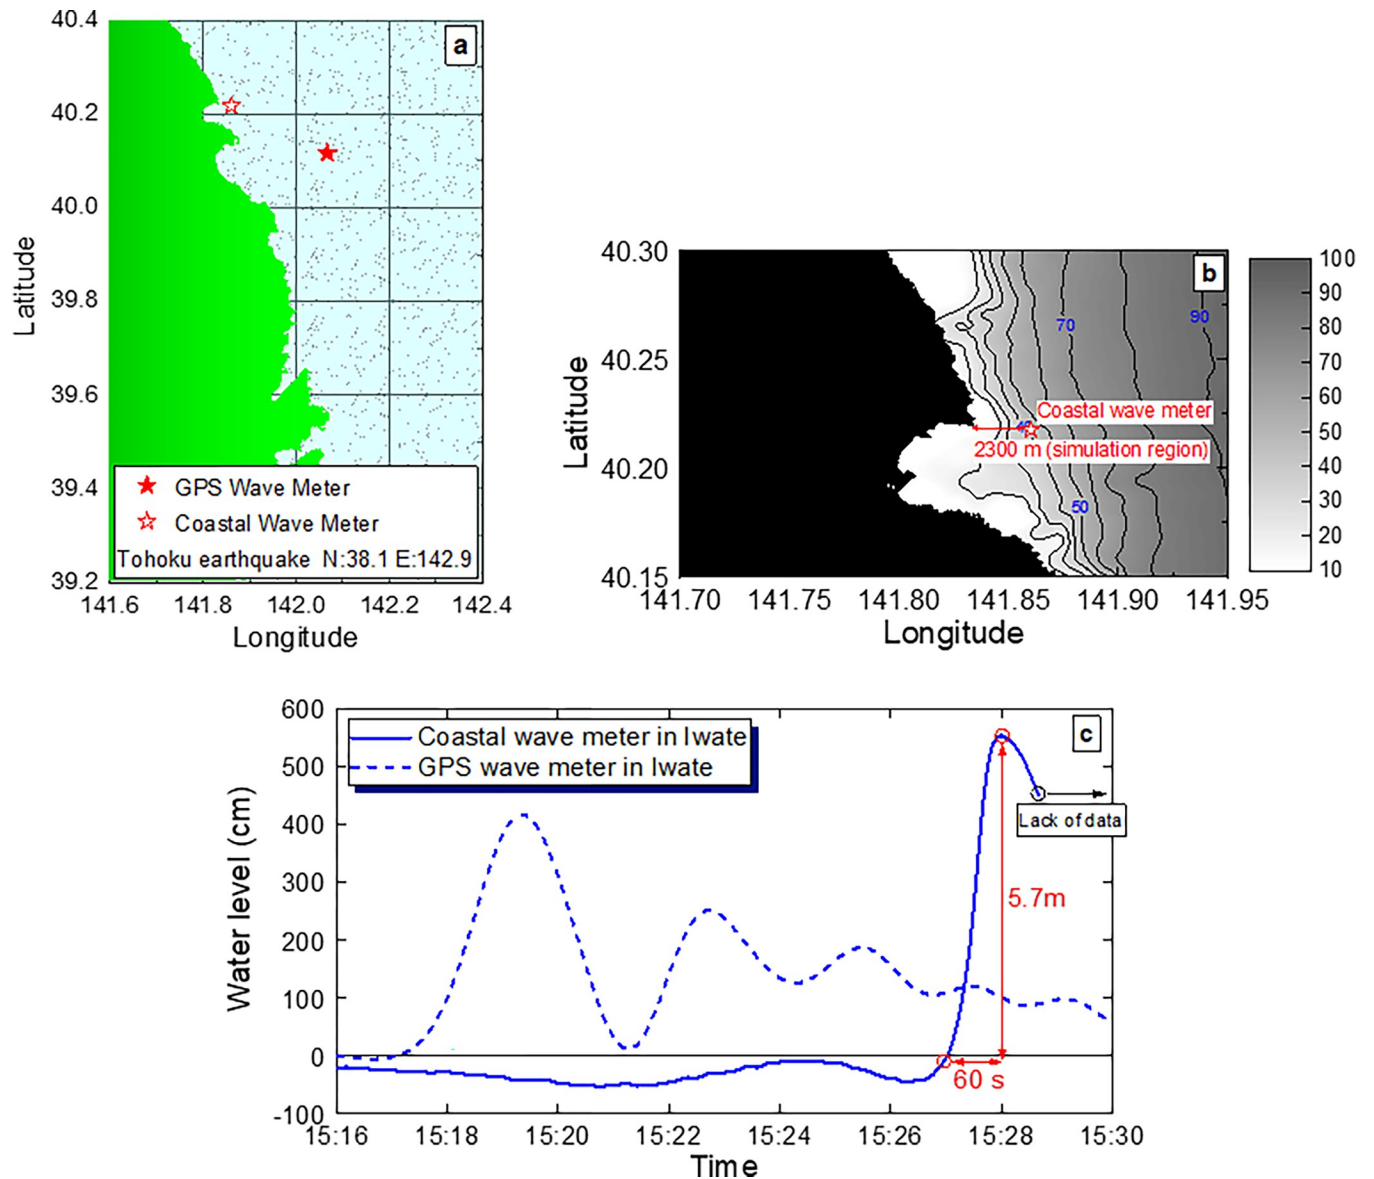 a
40.4
40.2
40.0
39.8
39.6
39.4
39.2
Latitude
GPS Wave Meter
Coastal Wave Meter
Tohoku earthquake N:38.1 E:142.9
141.6 141.8 142.0 142.2 142.4
Longitude
b
40.30
40.25
40.20
40.15
Latitude
70
90
Coastal wave meter
2300 m (simulation region)
50
141.70 141.75 141.80 141.85 141.90 141.95
Longitude
100
90
80
70
60
50
40
30
20
10
c
600
500
400
300
200
100
0
-100
Water level (cm)
Coastal wave meter in Iwate
GPS wave meter in Iwate
Lack of data
5.7m
60 s
15:16 15:18 15:20 15:22 15:24 15:26 15:28 15:30
Time